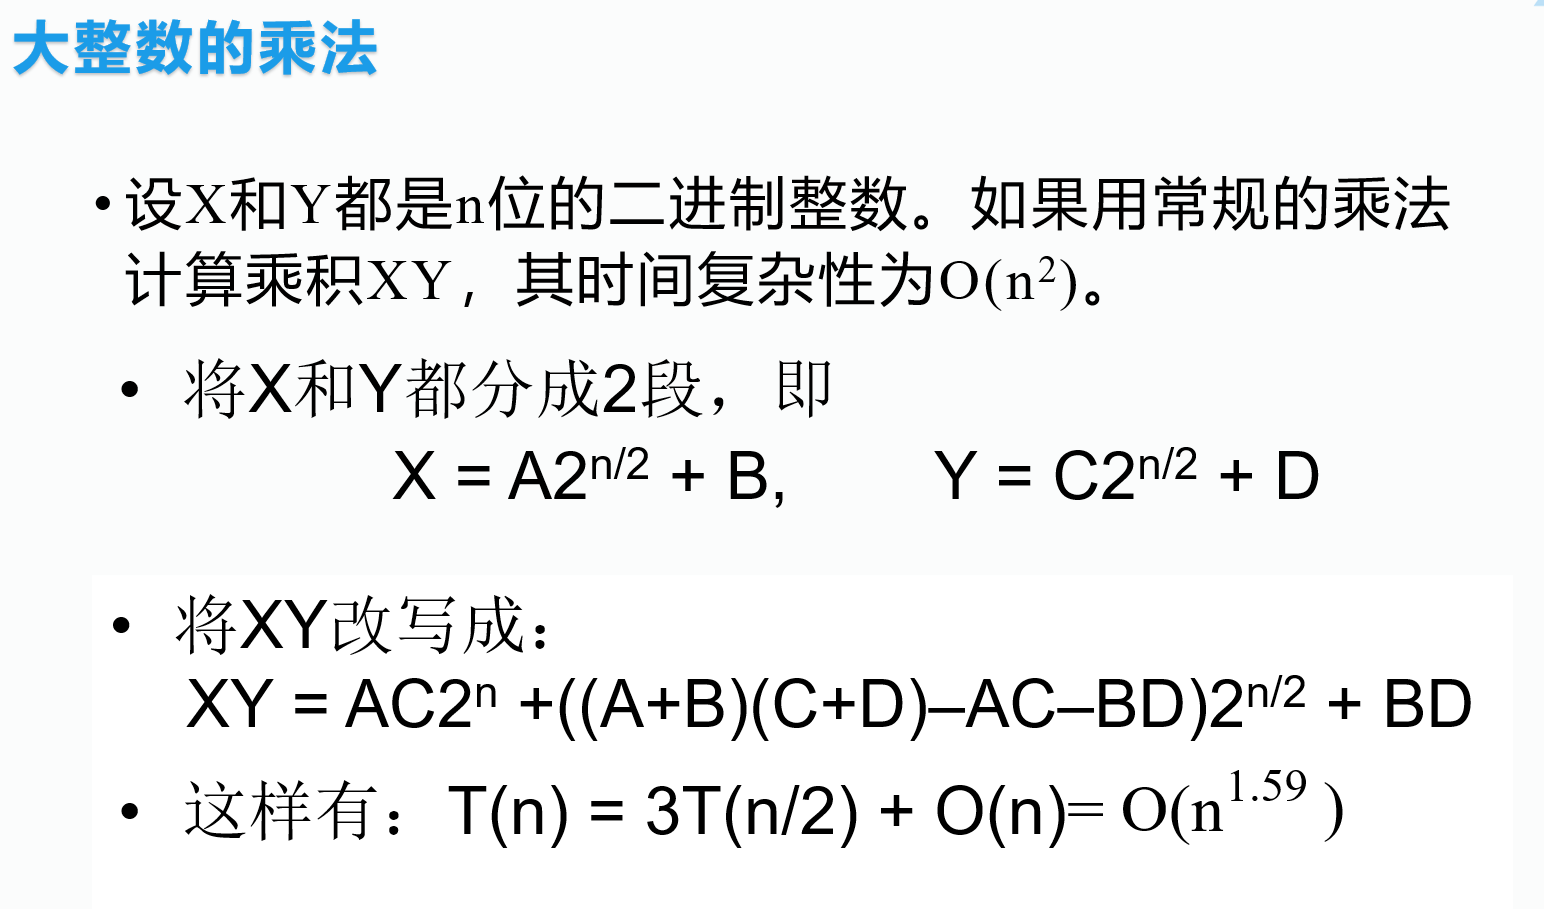 大整数的乘法
•设X和Y都是n位的二进制整数。如果用常规的乘法
计算乘积XY，其时间复杂性为O(n²)。
• 将X和Y都分成2段，即
X = A2^{n/2} + B, Y = C2^{n/2} + D
• 将XY改写成：
XY = AC2^{n} +((A+B)(C+D)–AC–BD)2^{n/2} + BD
• 这样有：T(n) = 3T(n/2) + O(n)= O(n^{1.59} )